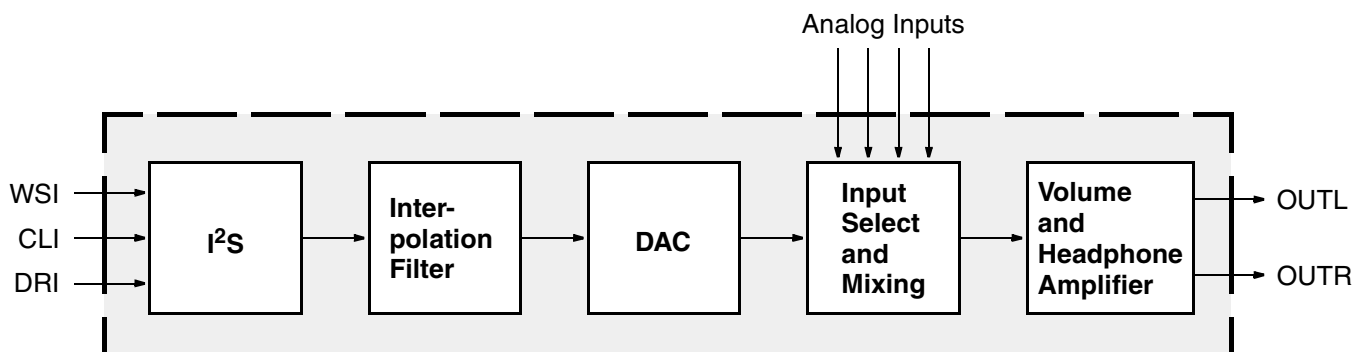 Analog Inputs
WSI
CLI
DRI
I²S
Inter-
polation
Filter
DAC
Input
Select
and
Mixing
Volume
and
Headphone
Amplifier
OUTL
OUTR